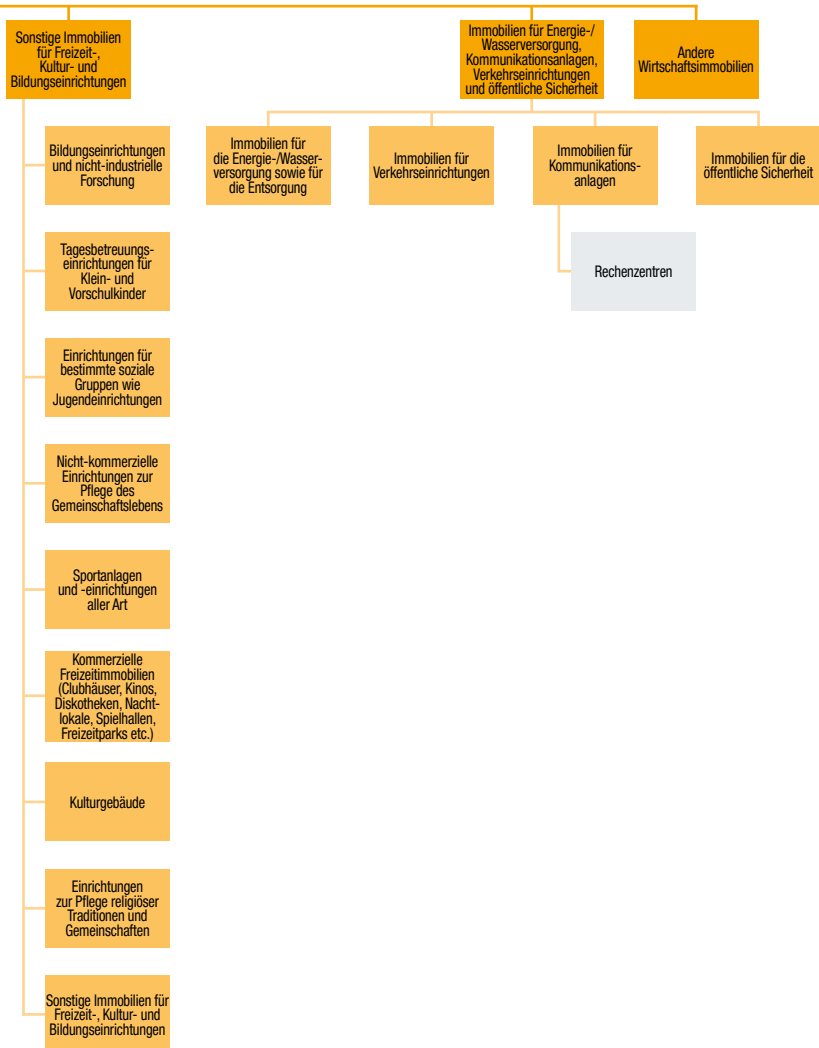 Sonstige Immobilien
für Freizeit-,
Kultur- und
Bildungseinrichtungen
Immobilien für Energie-/
Wasserversorgung,
Kommunikationsanlagen,
Verkehrseinrichtungen
und öffentliche Sicherheit
Andere
Wirtschaftsimmobilien
Bildungseinrichtungen
und nicht-industrielle
Forschung
Immobilien für
die Energie-/Wasser-
versorgung sowie für
die Entsorgung
Immobilien für
Verkehrseinrichtungen
Immobilien für
Kommunikations-
anlagen
Immobilien für die
öffentliche Sicherheit
Tagesbetreuungs-
einrichtungen für
Klein- und
Vorschulkinder
Rechenzentren
Einrichtungen für
bestimmte soziale
Gruppen wie
Jugendeinrichtungen
Nicht-kommerzielle
Einrichtungen zur
Pflege des
Gemeinschaftslebens
Sportanlagen
und -einrichtungen
aller Art
Kommerzielle
Freizeitimmobilien
(Clubhäuser, Kinos,
Diskotheken, Nacht-
lokale, Spielhallen,
Freizeitparks etc.)
Kulturgebäude
Einrichtungen
zur Pflege religiöser
Traditionen und
Gemeinschaften
Sonstige Immobilien für
Freizeit-, Kultur- und
Bildungseinrichtungen